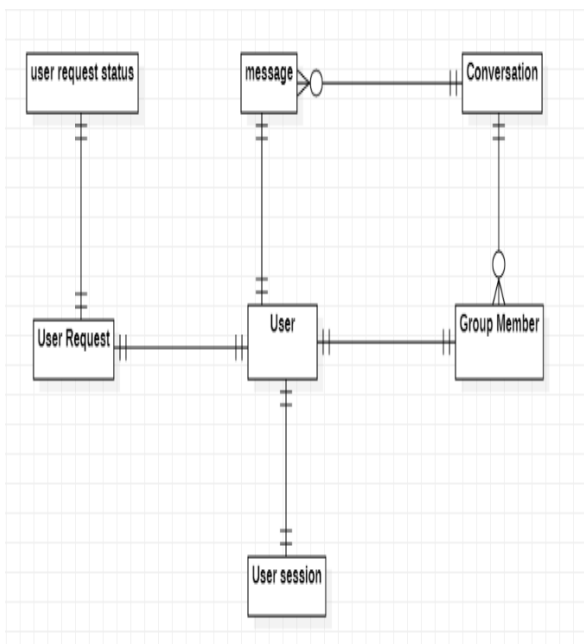 user request status
message
Conversation
User Request
User
Group Member
User session